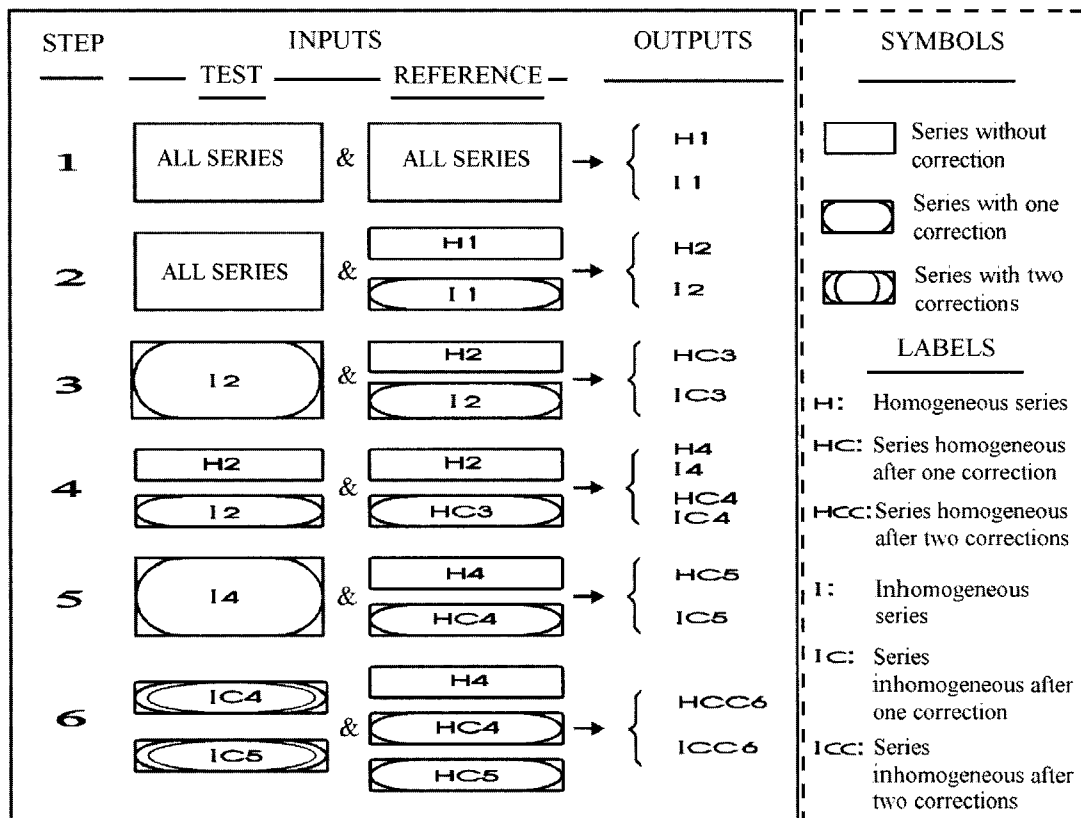 STEP INPUTS OUTPUTS
TEST REFERENCE
1 ALL SERIES & ALL SERIES → H1
I1
2 ALL SERIES & H1 → H2
I1 I2
3 I2 & H2 → HC3
I2 IC3
4 H2 & H2 → H4
I4
I2 HC3 HC4
IC4
5 I4 & H4 → HC5
HC4 IC5
6 IC4 & H4 → HCC6
HC4
IC5 ICC6
HC5
SYMBOLS
Series without
correction
Series with one
correction
Series with two
corrections
LABELS
H: Homogeneous series
HC: Series homogeneous
after one correction
HCC: Series homogeneous
after two corrections
I: Inhomogeneous
series
IC: Series
inhomogeneous after
one correction
ICC: Series
inhomogeneous after
two corrections